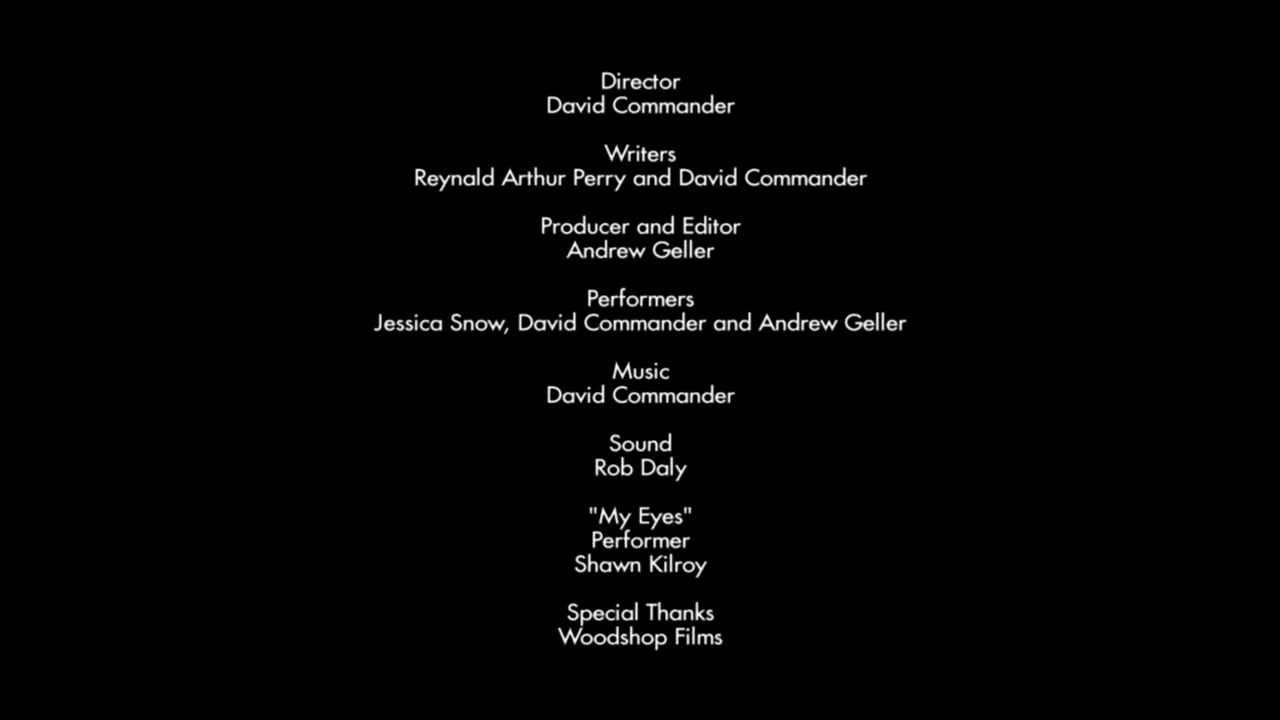 Director
David Commander
Writers
Reynald Arthur Perry and David Commander
Producer and Editor
Andrew Geller
Performers
Jessica Snow, David Commander and Andrew Geller
Music
David Commander
Sound
Rob Daly
"My Eyes"
Performer
Shawn Kilroy
Special Thanks
Woodshop Films